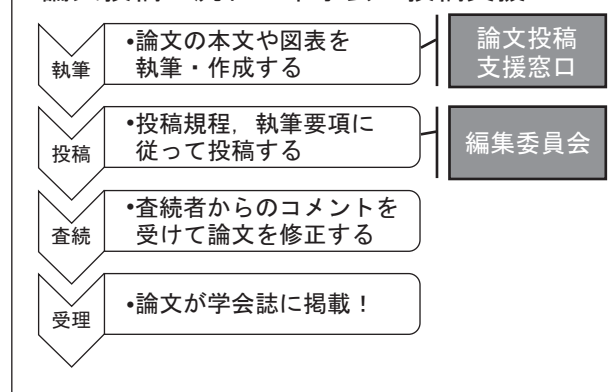 執筆
•論文の本文や図表を
執筆・作成する
論文投稿
支援窓口
投稿
•投稿規程，執筆要項に
従って投稿する
編集委員会
査続
•査続者からのコメントを
受けて論文を修正する
受理
•論文が学会誌に掲載！